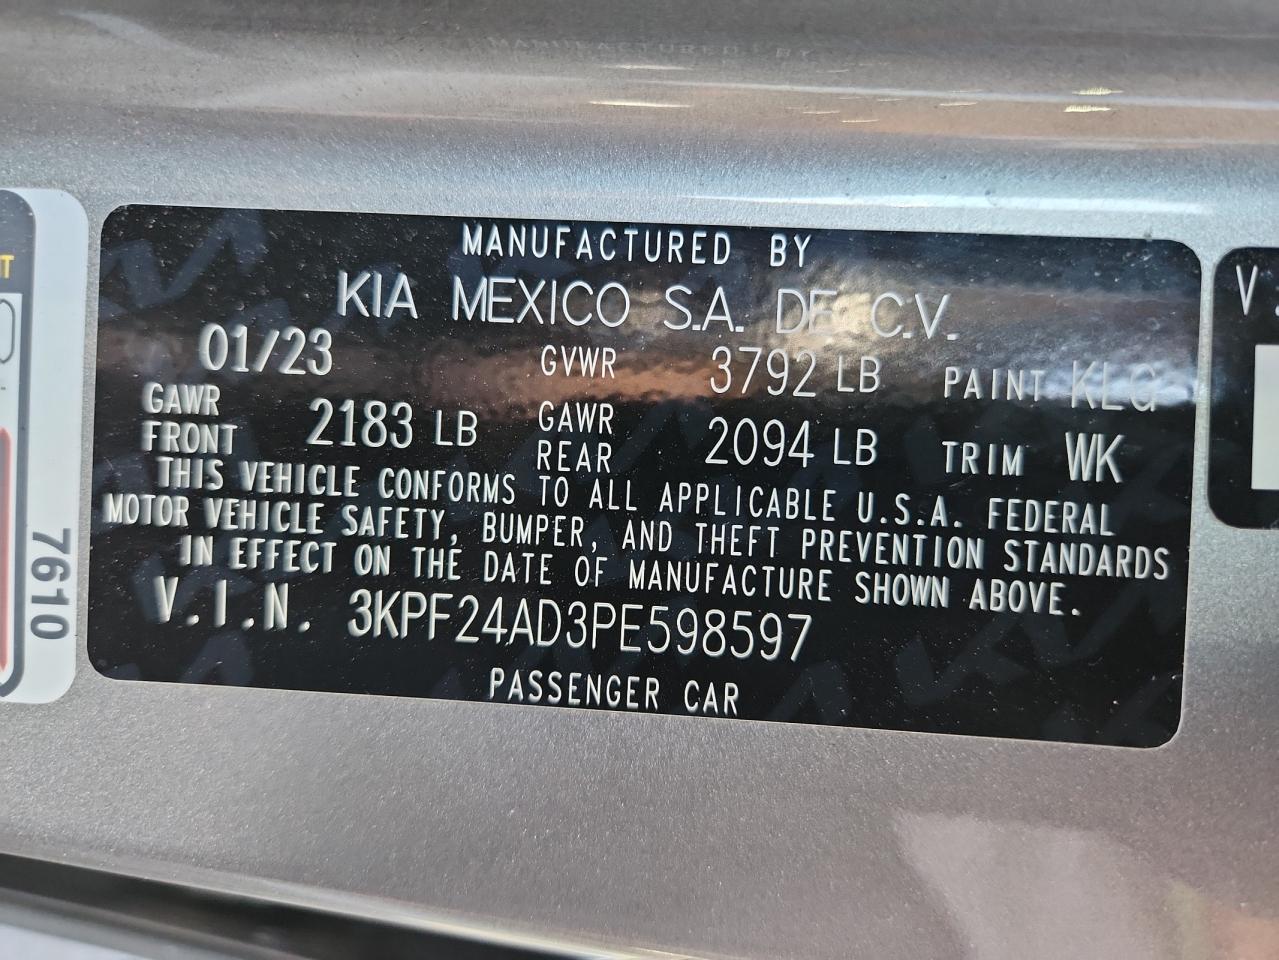 MANUFACTURED BY
KIA MEXICO S.A. DE C.V.
01/23 GVWR 3792 LB PAINT KLG
GAWR FRONT 2183 LB GAWR REAR 2094 LB TRIM WK
THIS VEHICLE CONFORMS TO ALL APPLICABLE U.S.A. FEDERAL
MOTOR VEHICLE SAFETY, BUMPER, AND THEFT PREVENTION STANDARDS
IN EFFECT ON THE DATE OF MANUFACTURE SHOWN ABOVE.
V.I.N. 3KPF24AD3PE598597
PASSENGER CAR
7610
V.